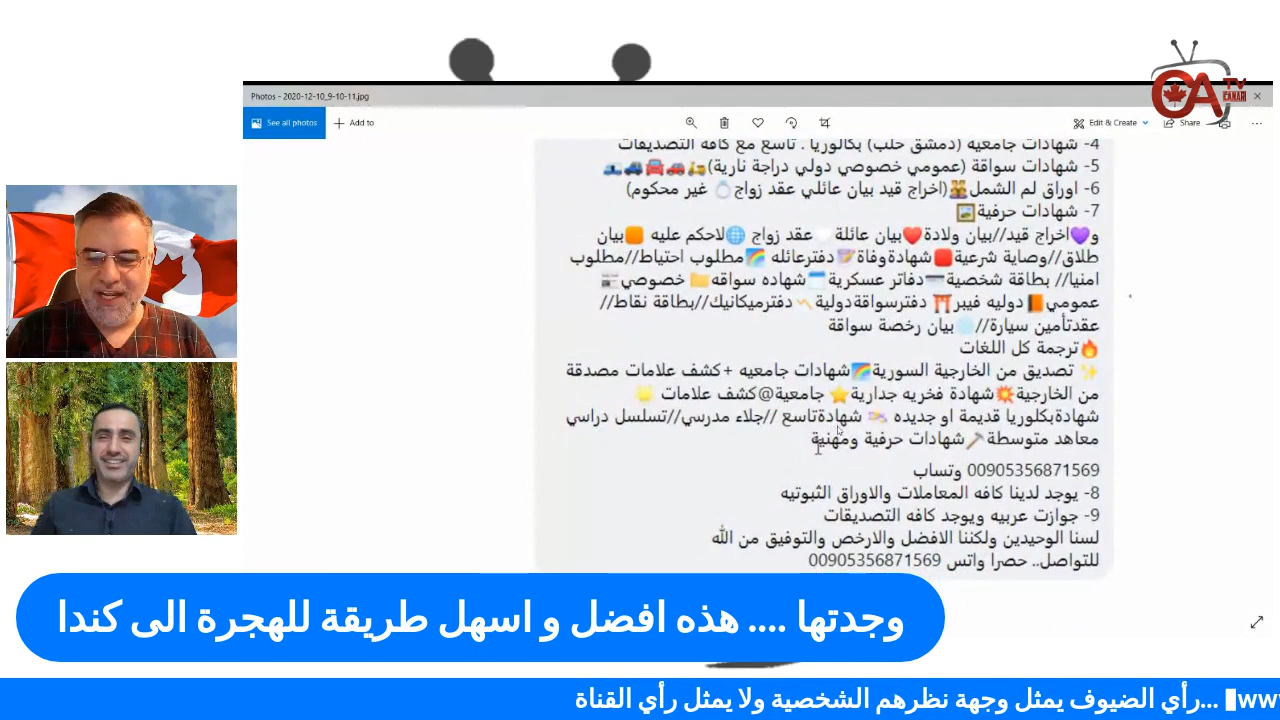 Photos - 2020-12-10_9-10-11.jpg
See all photos
Add to
Edit & Create
Share
CA TV
CANARI
4- شهادات جامعية (دمشق حلب) بكالوريا . تاسع مع كافه التصديقات
5- شهادات سواقة (عمومي خصوصي دولي دراجة نارية)🛵🚗🚘🚙🛻
6- اوراق لم الشمل👨‍👩‍👧‍👦(اخراج قيد بيان عائلي عقد زواج💍 غير محكوم)
7- شهادات حرفية🖼️
و💜اخراج قيد//بيان ولادة❤️بيان عائلة🤍عقد زواج 🌐لاحكم عليه 🟧بيان
طلاق//وصاية شرعية🟥شهادةوفاة📝دفترعائله 🌈مطلوب احتياط//مطلوب
امنيا// بطاقة شخصية💳دفاتر عسكرية🗔شهاده سواقه📁 خصوصي📰
عمومي📙دوليه فيبر⛩️ دفترسواقةدولية〽️دفترميكانيك//بطاقة نقاط//
عقدتأمين سيارة//بيان رخصة سواقة
🔥ترجمة كل اللغات
✨ تصديق من الخارجية السورية🌈شهادات جامعيه +كشف علامات مصدقة
من الخارجية💥شهادة فخريه جدارية⭐ جامعية@كشف علامات 🌟
شهادةبكلوريا قديمة او جديده شهادةتاسع //جلاء مدرسي//تسلسل دراسي
معاهد متوسطة🔨شهادات حرفية ومهنية
00905356871569 وتساب
8- يوجد لدينا كافه المعاملات والاوراق الثبوتيه
9- جوازت عربيه ويوجد كافه التصديقات
لسنا الوحيدين ولكننا الافضل والارخص والتوفيق من الله
للتواصل.. حصرا واتس 00905356871569
وجدتها .... هذه افضل و اسهل طريقة للهجرة الى كندا
ww ...رأي الضيوف يمثل وجهة نظرهم الشخصية ولا يمثل رأي القناة